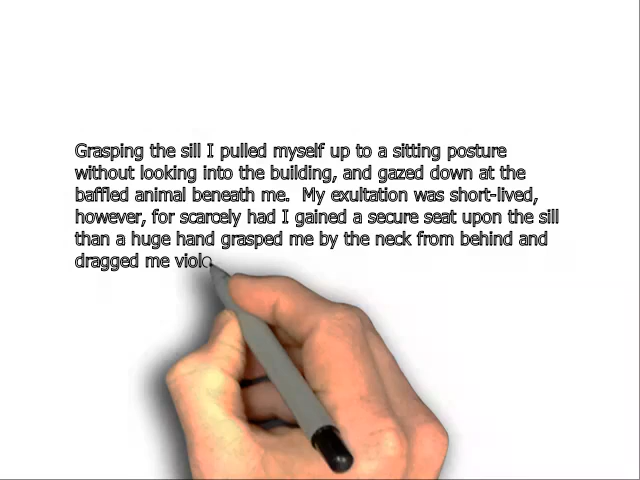 Grasping the sill I pulled myself up to a sitting posture
without looking into the building, and gazed down at the
baffled animal beneath me.  My exultation was short-lived,
however, for scarcely had I gained a secure seat upon the sill
than a huge hand grasped me by the neck from behind and
dragged me viol